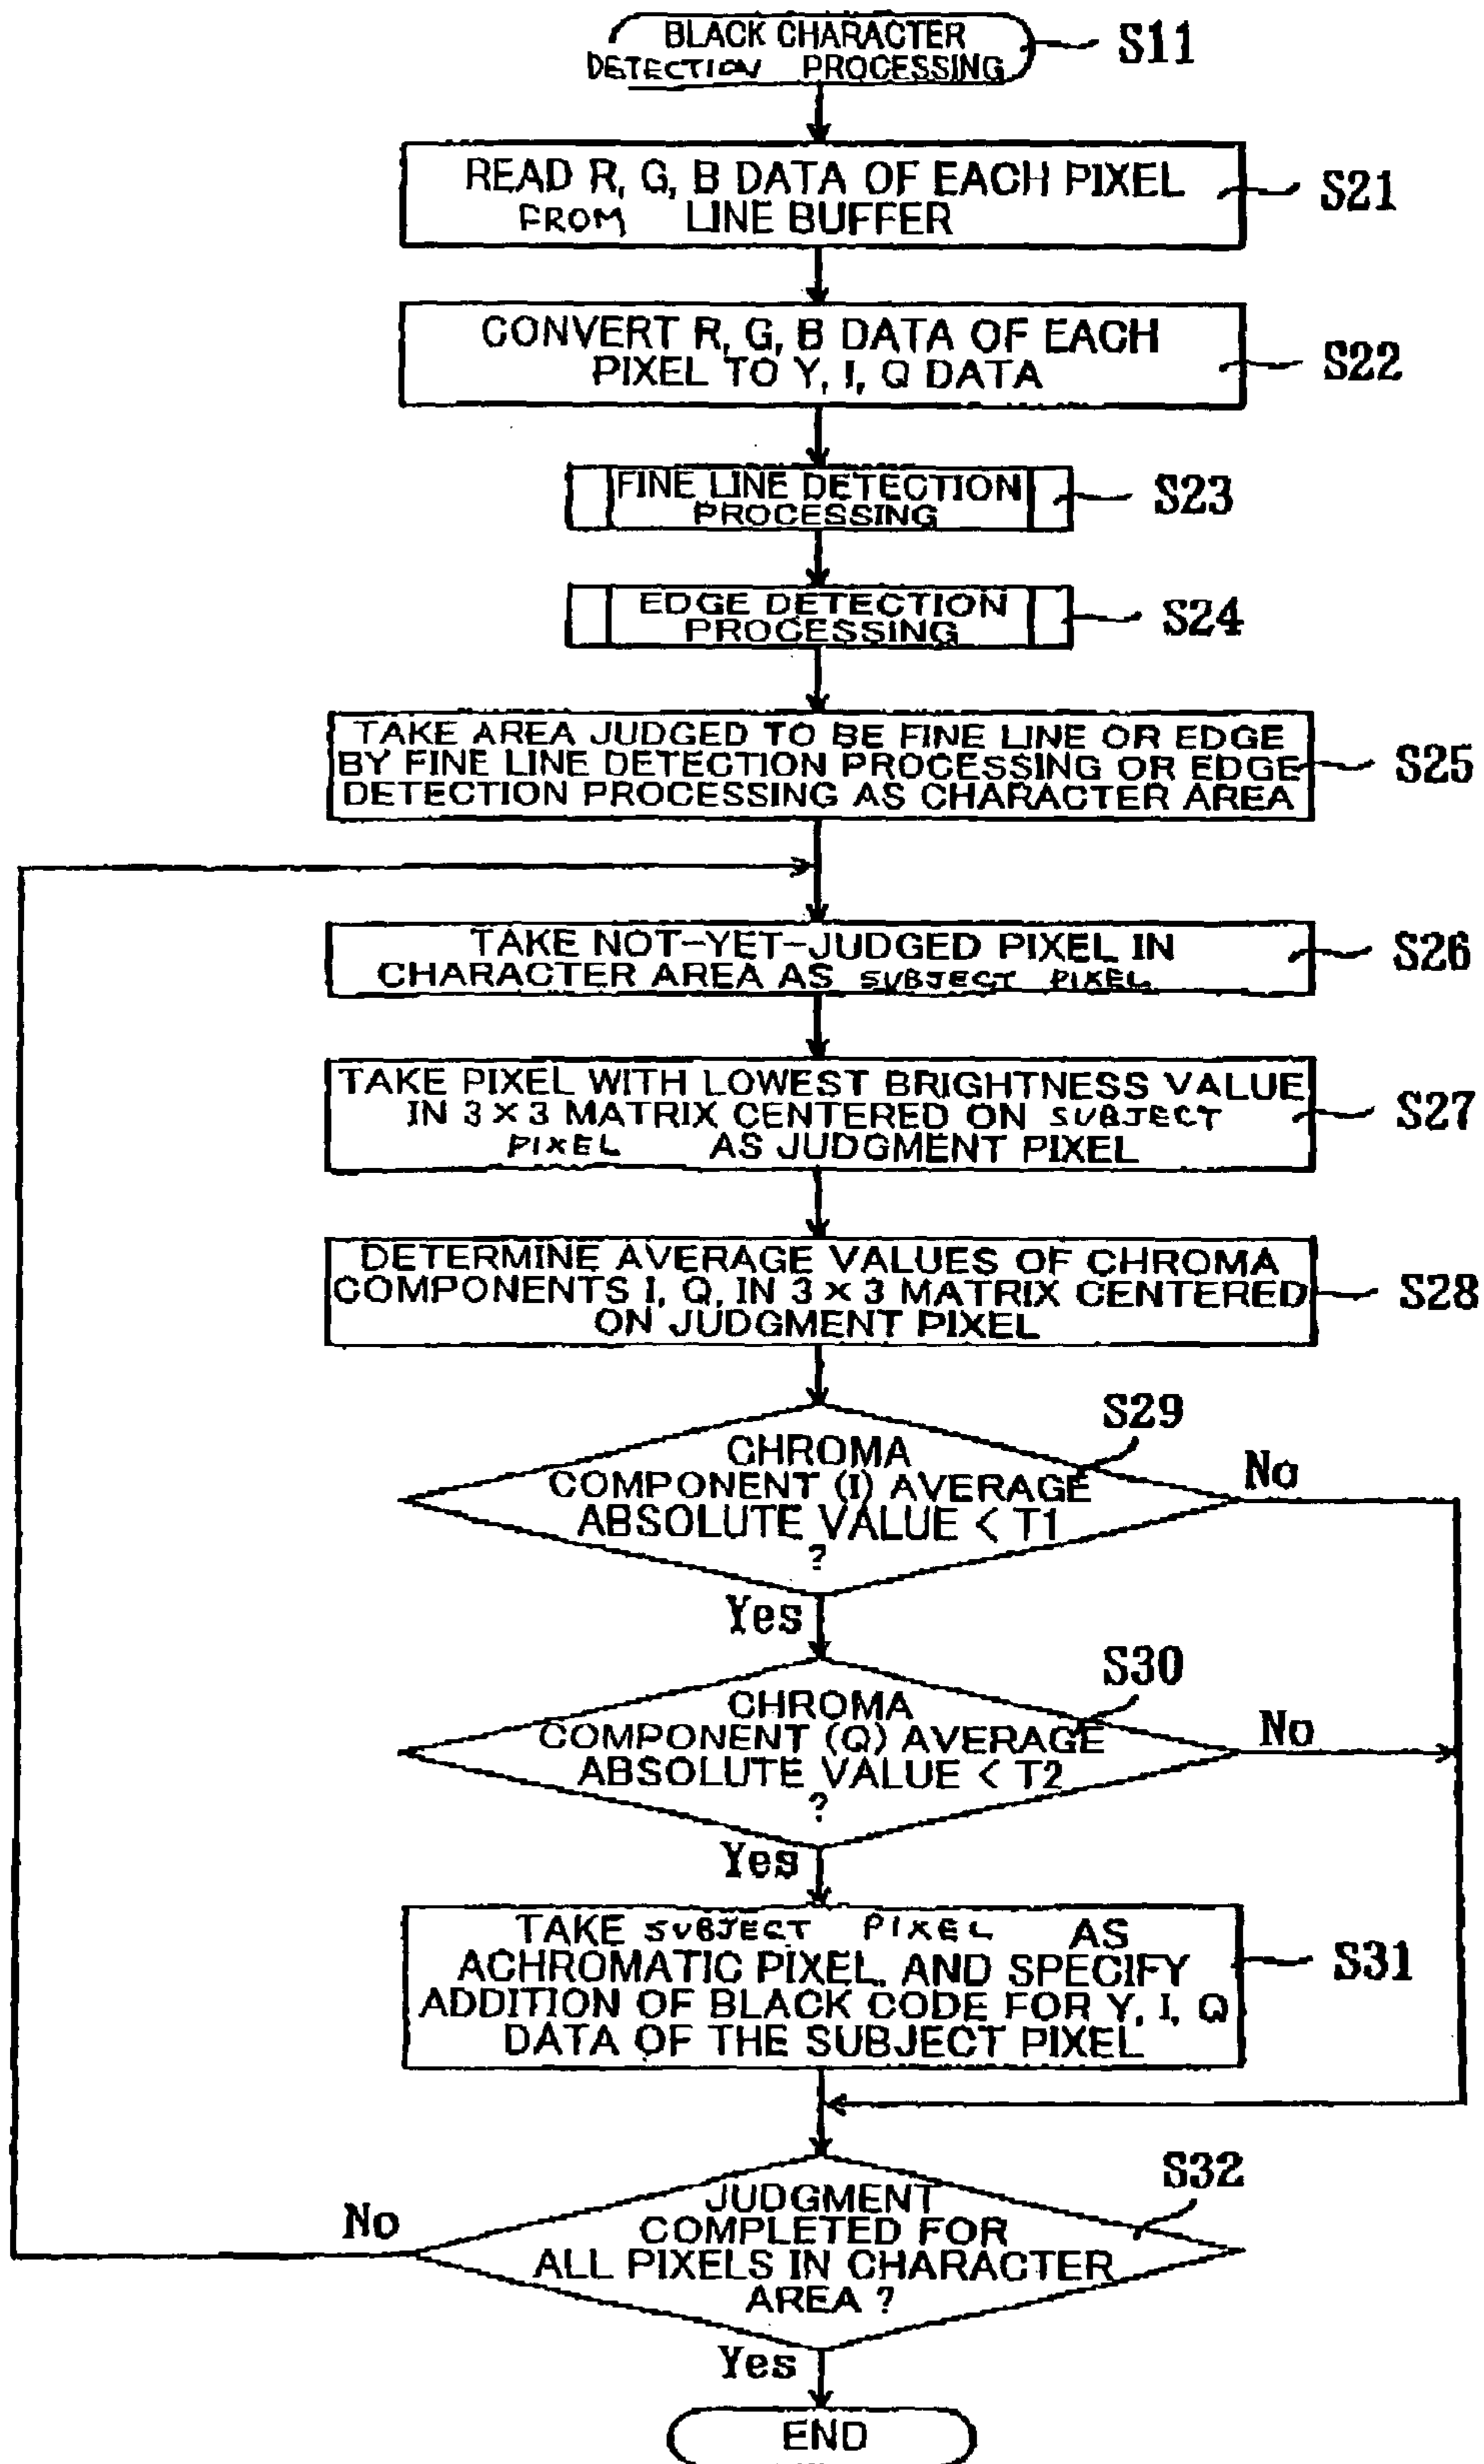 BLACK CHARACTER
DETECTION PROCESSING
S11
READ R, G, B DATA OF EACH PIXEL
FROM LINE BUFFER
S21
CONVERT R, G, B DATA OF EACH
PIXEL TO Y, I, Q DATA
S22
FINE LINE DETECTION
PROCESSING
S23
EDGE DETECTION
PROCESSING
S24
TAKE AREA JUDGED TO BE FINE LINE OR EDGE
BY FINE LINE DETECTION PROCESSING OR EDGE
DETECTION PROCESSING AS CHARACTER AREA
S25
TAKE NOT-YET-JUDGED PIXEL IN
CHARACTER AREA AS SUBJECT PIXEL
S26
TAKE PIXEL WITH LOWEST BRIGHTNESS VALUE
IN 3 × 3 MATRIX CENTERED ON SUBJECT
PIXEL AS JUDGMENT PIXEL
S27
DETERMINE AVERAGE VALUES OF CHROMA
COMPONENTS I, Q, IN 3 × 3 MATRIX CENTERED
ON JUDGMENT PIXEL
S28
S29
CHROMA
COMPONENT (I) AVERAGE
ABSOLUTE VALUE < T1
?
No
Yes
S30
CHROMA
COMPONENT (Q) AVERAGE
ABSOLUTE VALUE < T2
?
No
Yes
TAKE SUBJECT PIXEL AS
ACHROMATIC PIXEL, AND SPECIFY
ADDITION OF BLACK CODE FOR Y, I, Q
DATA OF THE SUBJECT PIXEL
S31
S32
JUDGMENT
COMPLETED FOR
ALL PIXELS IN CHARACTER
AREA ?
No
Yes
END